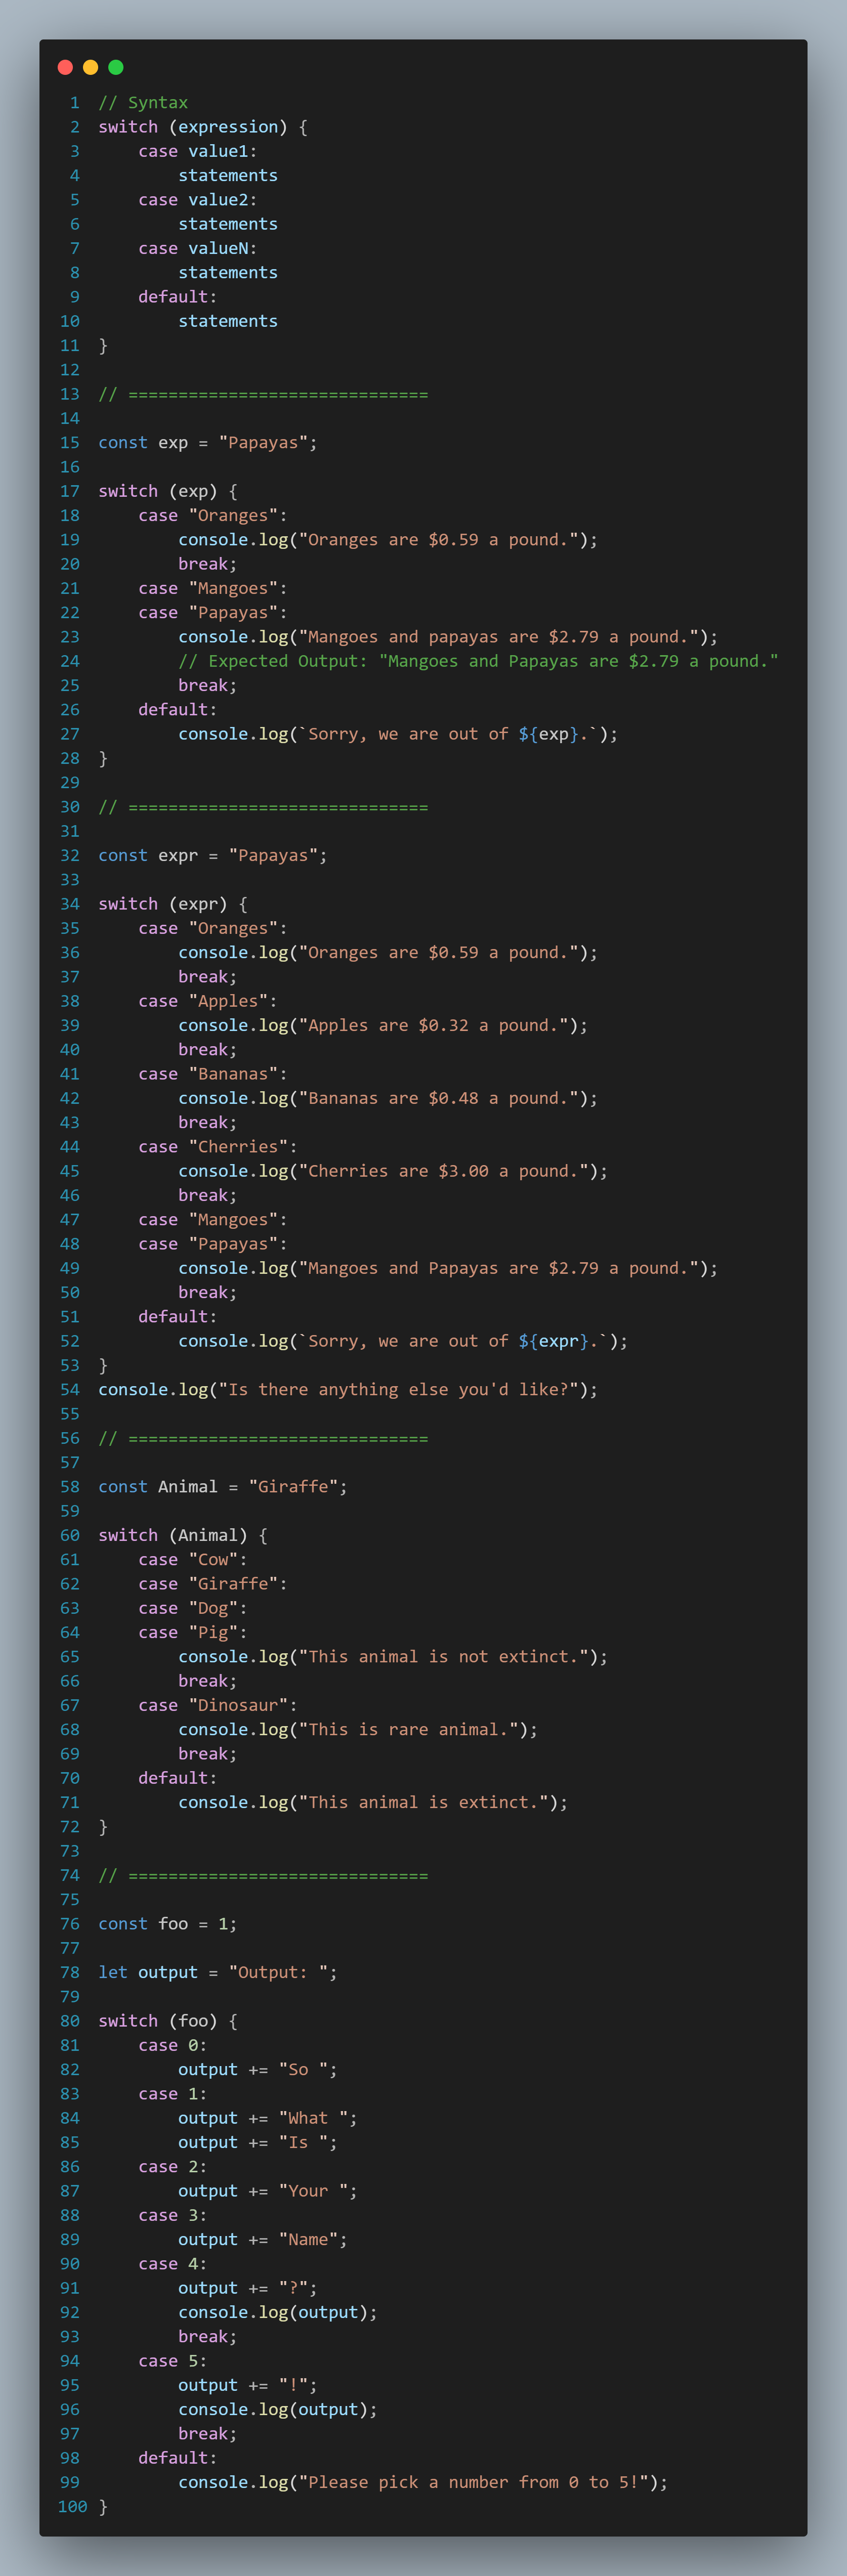 1 // Syntax
2 switch (expression) {
3     case value1:
4         statements
5     case value2:
6         statements
7     case valueN:
8         statements
9     default:
10         statements
11 }
12
13 // ==============================
14
15 const exp = "Papayas";
16
17 switch (exp) {
18     case "Oranges":
19         console.log("Oranges are $0.59 a pound.");
20         break;
21     case "Mangoes":
22     case "Papayas":
23         console.log("Mangoes and papayas are $2.79 a pound.");
24         // Expected Output: "Mangoes and Papayas are $2.79 a pound."
25         break;
26     default:
27         console.log(`Sorry, we are out of ${exp}.`);
28 }
29
30 // ==============================
31
32 const expr = "Papayas";
33
34 switch (expr) {
35     case "Oranges":
36         console.log("Oranges are $0.59 a pound.");
37         break;
38     case "Apples":
39         console.log("Apples are $0.32 a pound.");
40         break;
41     case "Bananas":
42         console.log("Bananas are $0.48 a pound.");
43         break;
44     case "Cherries":
45         console.log("Cherries are $3.00 a pound.");
46         break;
47     case "Mangoes":
48     case "Papayas":
49         console.log("Mangoes and Papayas are $2.79 a pound.");
50         break;
51     default:
52         console.log(`Sorry, we are out of ${expr}.`);
53 }
54 console.log("Is there anything else you'd like?");
55
56 // ==============================
57
58 const Animal = "Giraffe";
59
60 switch (Animal) {
61     case "Cow":
62     case "Giraffe":
63     case "Dog":
64     case "Pig":
65         console.log("This animal is not extinct.");
66         break;
67     case "Dinosaur":
68         console.log("This is rare animal.");
69         break;
70     default:
71         console.log("This animal is extinct.");
72 }
73
74 // ==============================
75
76 const foo = 1;
77
78 let output = "Output: ";
79
80 switch (foo) {
81     case 0:
82         output += "So ";
83     case 1:
84         output += "What ";
85         output += "Is ";
86     case 2:
87         output += "Your ";
88     case 3:
89         output += "Name";
90     case 4:
91         output += "?";
92         console.log(output);
93         break;
94     case 5:
95         output += "!";
96         console.log(output);
97         break;
98     default:
99         console.log("Please pick a number from 0 to 5!");
100 }